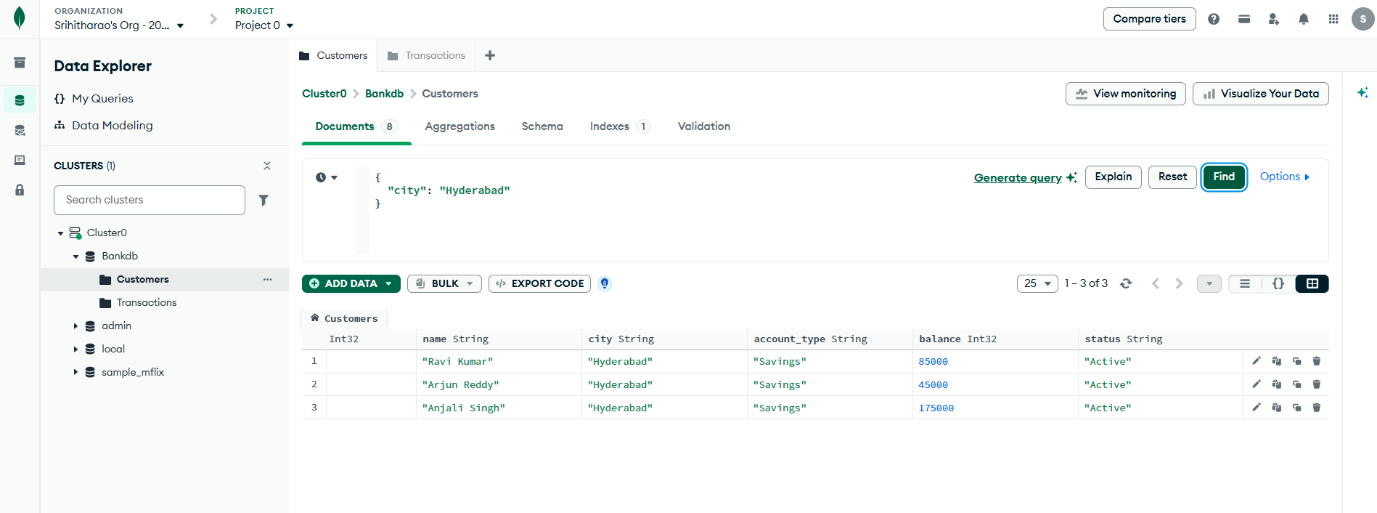 ORGANIZATION
Srihitharao's Org - 20...
PROJECT
Project 0
Compare tiers
S
Data Explorer
My Queries
Data Modeling
CLUSTERS (1)
Search clusters
Cluster0
Bankdb
Customers
Transactions
admin
local
sample_mflix
Customers
Transactions
Cluster0 > Bankdb > Customers
View monitoring
Visualize Your Data
Documents 8
Aggregations
Schema
Indexes 1
Validation
{
"city": "Hyderabad"
}
Generate query
Explain
Reset
Find
Options
ADD DATA
BULK
EXPORT CODE
25
1 – 3 of 3
Customers
Int32 name String city String account_type String balance Int32 status String
1 "Ravi Kumar" "Hyderabad" "Savings" 85000 "Active"
2 "Arjun Reddy" "Hyderabad" "Savings" 45000 "Active"
3 "Anjali Singh" "Hyderabad" "Savings" 175000 "Active"